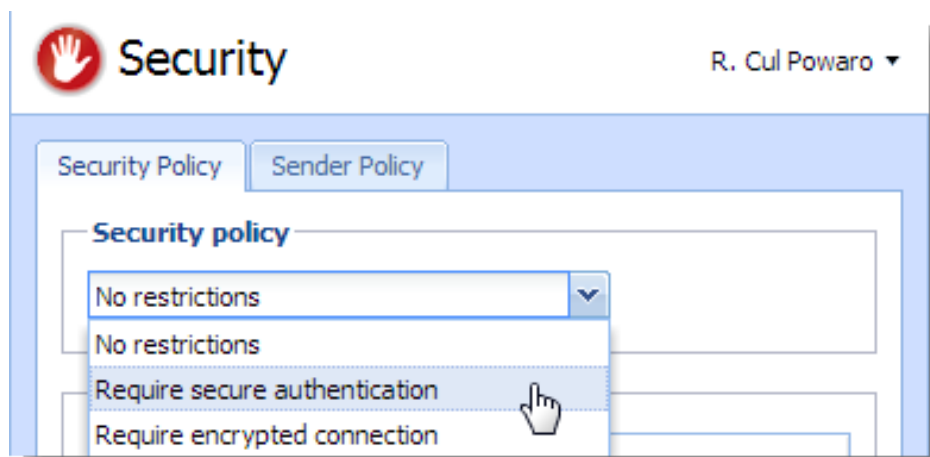 Security
R. Cul Powaro
Security Policy
Sender Policy
Security policy
No restrictions
No restrictions
Require secure authentication
Require encrypted connection